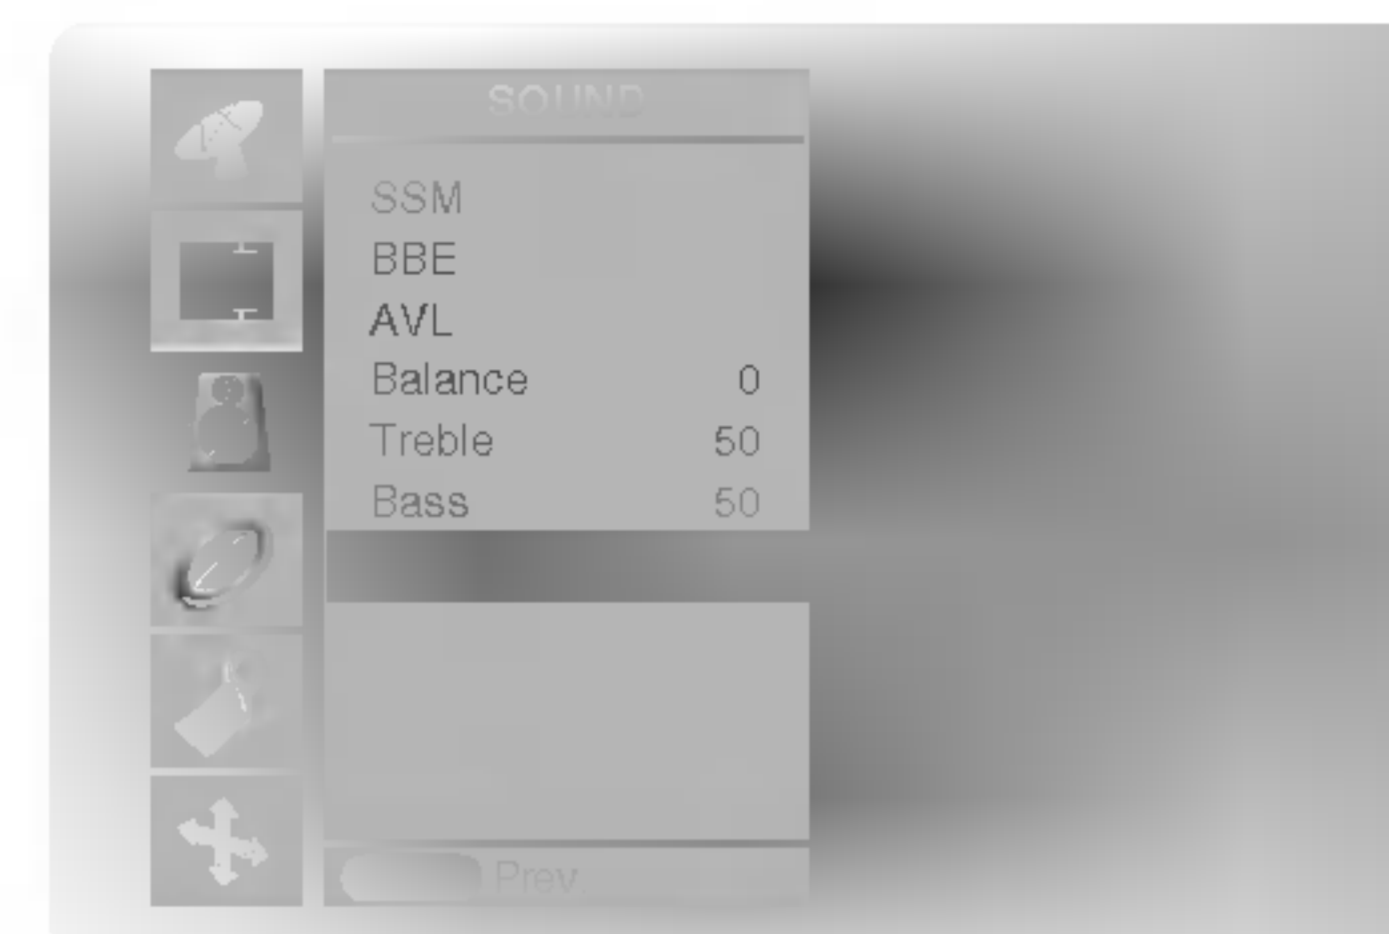 SOUND
SSM
BBE
AVL
Balance 0
Treble 50
Bass 50
Prev.